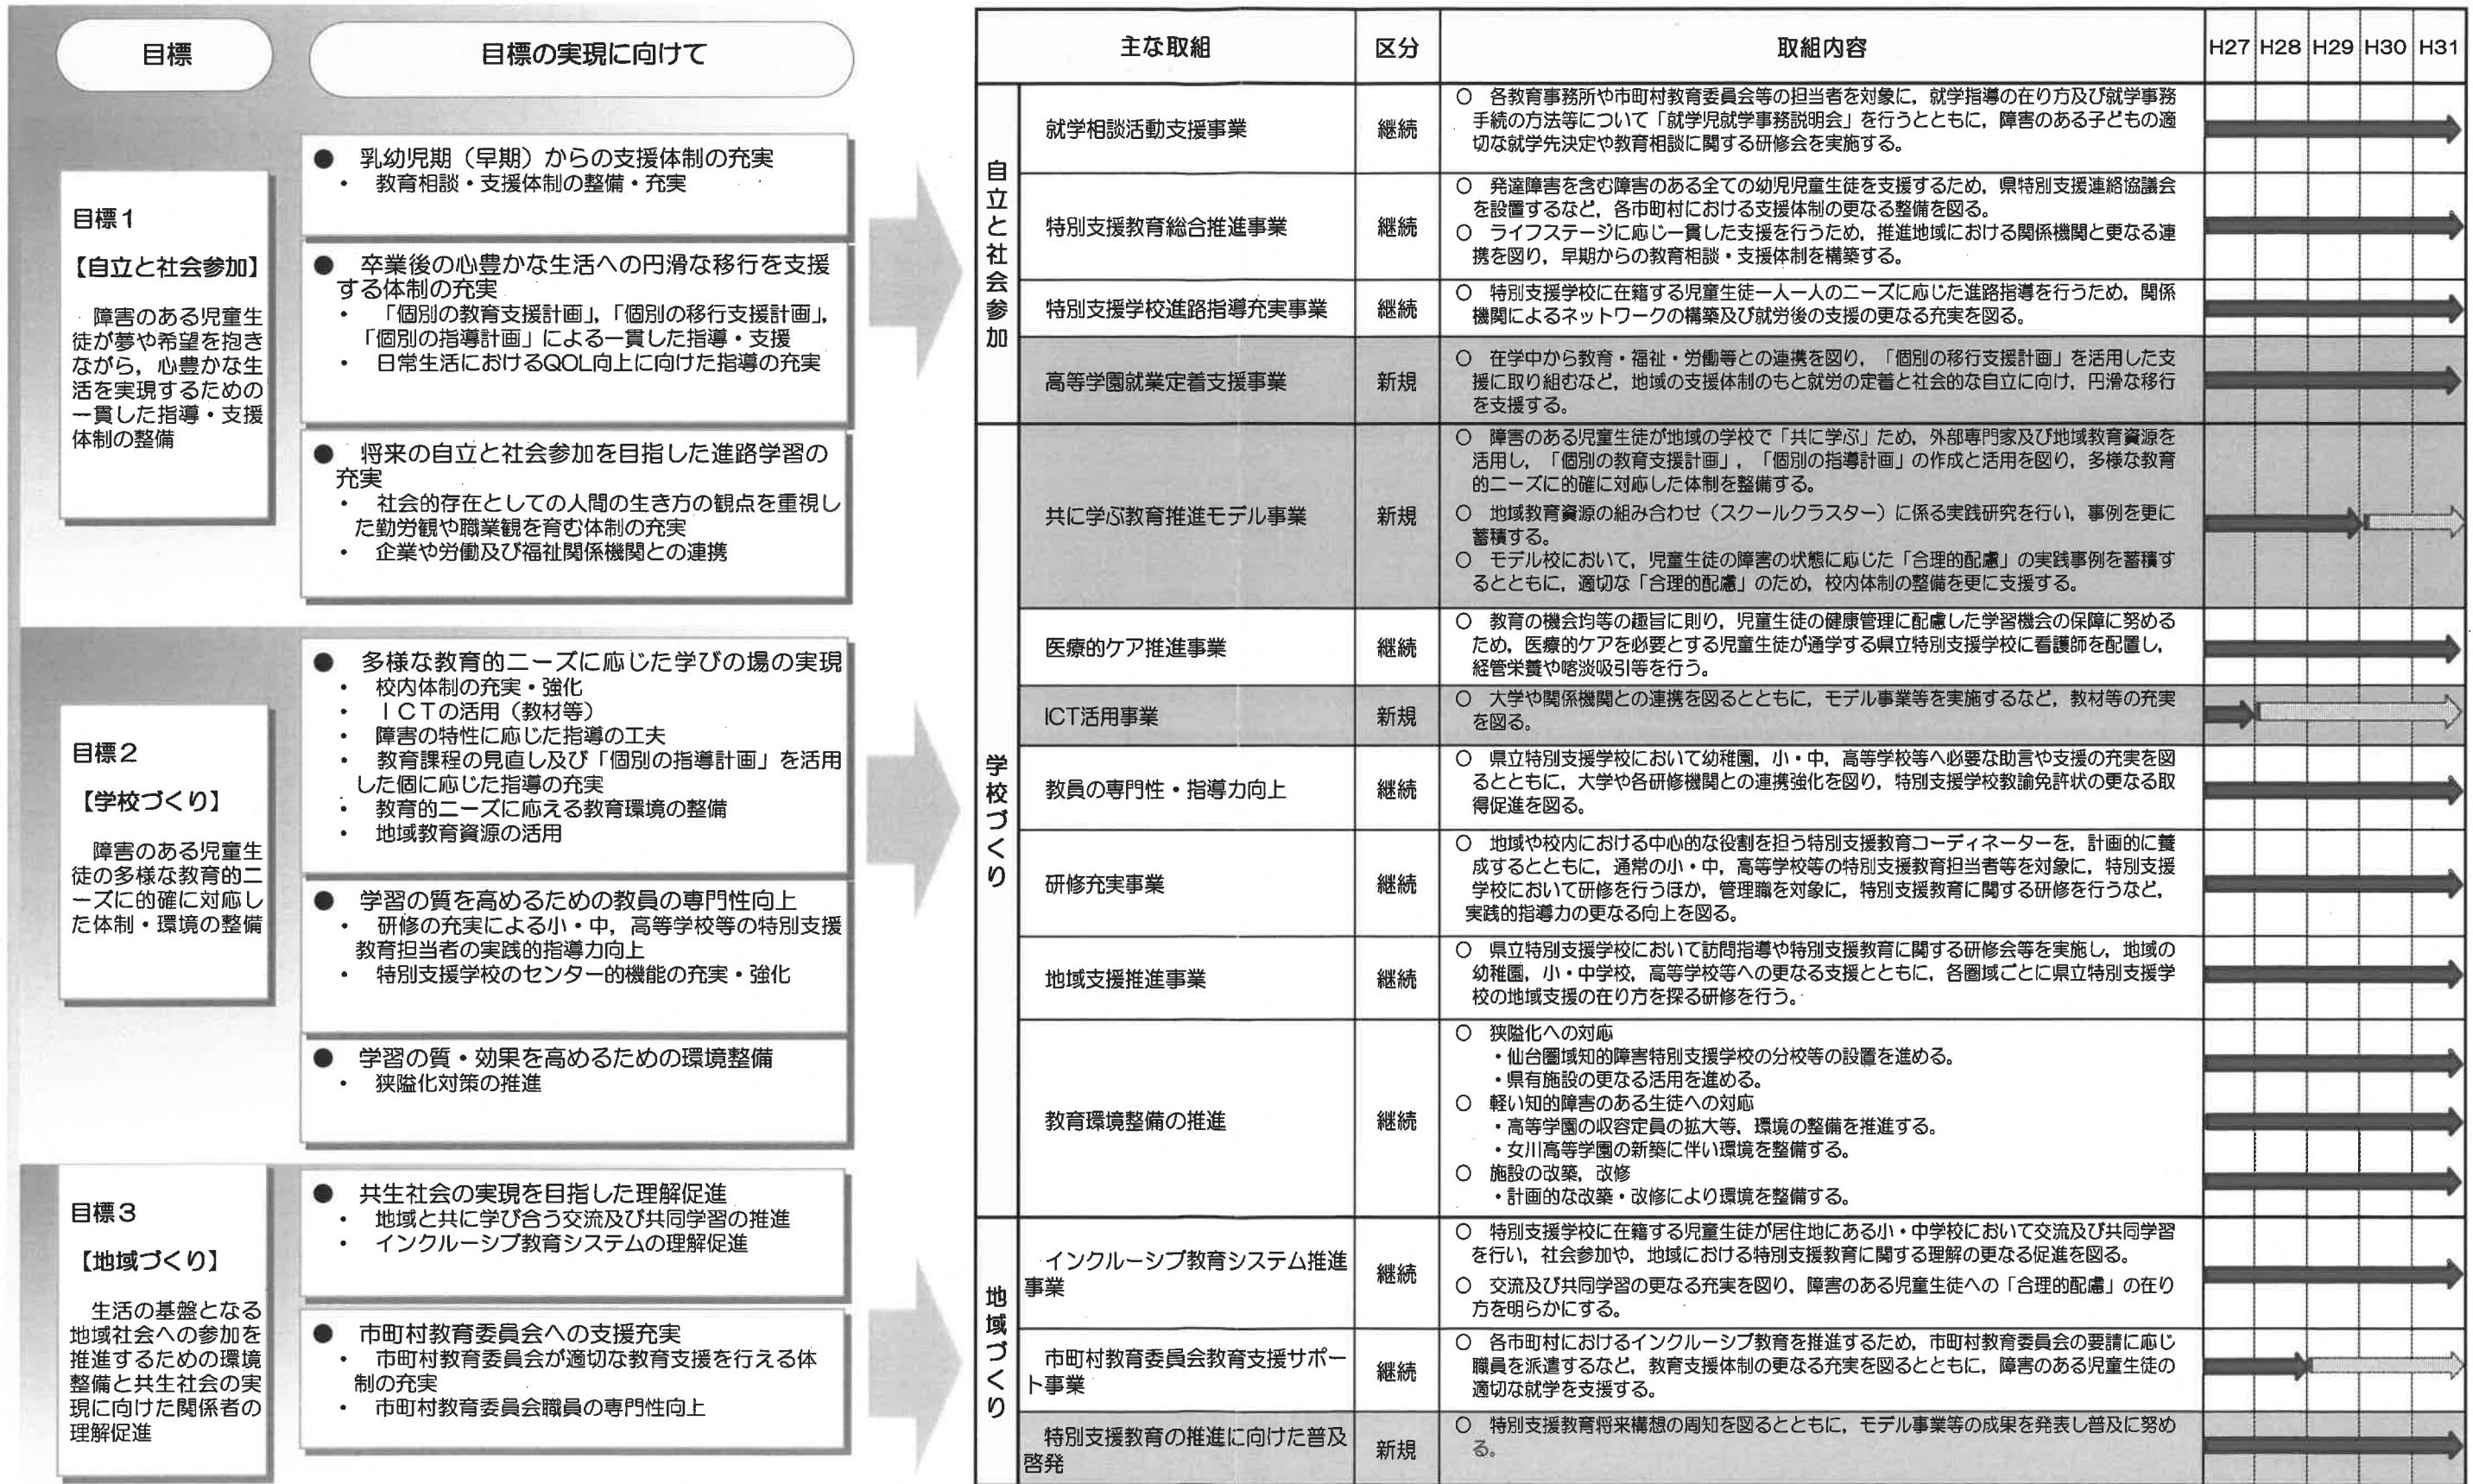 目標
目標の実現に向けて
目標１
【自立と社会参加】
障害のある児童生
徒が夢や希望を抱き
ながら，心豊かな生
活を実現するための
一貫した指導・支援
体制の整備
● 乳幼児期（早期）からの支援体制の充実
・ 教育相談・支援体制の整備・充実
● 卒業後の心豊かな生活への円滑な移行を支援
する体制の充実
・ 「個別の教育支援計画」，「個別の移行支援計画」，
「個別の指導計画」による一貫した指導・支援
・ 日常生活におけるQOL向上に向けた指導の充実
● 将来の自立と社会参加を目指した進路学習の
充実
・ 社会的存在としての人間の生き方の観点を重視し
た勤労観や職業観を育む体制の充実
・ 企業や労働及び福祉関係機関との連携
目標２
【学校づくり】
障害のある児童生
徒の多様な教育的ニ
ーズに的確に対応し
た体制・環境の整備
● 多様な教育的ニーズに応じた学びの場の実現
・ 校内体制の充実・強化
・ ＩＣＴの活用（教材等）
・ 障害の特性に応じた指導の工夫
・ 教育課程の見直し及び「個別の指導計画」を活用
した個に応じた指導の充実
・ 教育的ニーズに応える教育環境の整備
・ 地域教育資源の活用
● 学習の質を高めるための教員の専門性向上
・ 研修の充実による小・中，高等学校等の特別支援
教育担当者の実践的指導力向上
・ 特別支援学校のセンター的機能の充実・強化
● 学習の質・効果を高めるための環境整備
・ 狭隘化対策の推進
目標３
【地域づくり】
生活の基盤となる
地域社会への参加を
推進するための環境
整備と共生社会の実
現に向けた関係者の
理解促進
● 共生社会の実現を目指した理解促進
・ 地域と共に学び合う交流及び共同学習の推進
・ インクルーシブ教育システムの理解促進
● 市町村教育委員会への支援充実
・ 市町村教育委員会が適切な教育支援を行える体
制の充実
・ 市町村教育委員会職員の専門性向上
主な取組 区分 取組内容 H27 H28 H29 H30 H31
自立と社会参加
就学相談活動支援事業 継続
○ 各教育事務所や市町村教育委員会等の担当者を対象に，就学指導の在り方及び就学事務
手続の方法等について「就学児就学事務説明会」を行うとともに，障害のある子どもの適
切な就学先決定や教育相談に関する研修会を実施する。
特別支援教育総合推進事業 継続
○ 発達障害を含む障害のある全ての幼児児童生徒を支援するため，県特別支援連絡協議会
を設置するなど，各市町村における支援体制の更なる整備を図る。
○ ライフステージに応じ一貫した支援を行うため，推進地域における関係機関と更なる連
携を図り，早期からの教育相談・支援体制を構築する。
特別支援学校進路指導充実事業 継続
○ 特別支援学校に在籍する児童生徒一人一人のニーズに応じた進路指導を行うため，関係
機関によるネットワークの構築及び就労後の支援の更なる充実を図る。
高等学園就業定着支援事業 新規
○ 在学中から教育・福祉・労働等との連携を図り，「個別の移行支援計画」を活用した支
援に取り組むなど，地域の支援体制のもと就労の定着と社会的な自立に向け，円滑な移行
を支援する。
学校づくり
共に学ぶ教育推進モデル事業 新規
○ 障害のある児童生徒が地域の学校で「共に学ぶ」ため，外部専門家及び地域教育資源を
活用し，「個別の教育支援計画」，「個別の指導計画」の作成と活用を図り，多様な教育
的ニーズに的確に対応した体制を整備する。
○ 地域教育資源の組み合わせ（スクールクラスター）に係る実践研究を行い，事例を更に
蓄積する。
○ モデル校において，児童生徒の障害の状態に応じた「合理的配慮」の実践事例を蓄積す
るとともに，適切な「合理的配慮」のため，校内体制の整備を更に支援する。
医療的ケア推進事業 継続
○ 教育の機会均等の趣旨に則り，児童生徒の健康管理に配慮した学習機会の保障に努める
ため，医療的ケアを必要とする児童生徒が通学する県立特別支援学校に看護師を配置し，
経管栄養や喀淡吸引等を行う。
ICT活用事業 新規
○ 大学や関係機関との連携を図るとともに，モデル事業等を実施するなど，教材等の充実
を図る。
教員の専門性・指導力向上 継続
○ 県立特別支援学校において幼稚園，小・中，高等学校等へ必要な助言や支援の充実を図
るとともに，大学や各研修機関との連携強化を図り，特別支援学校教諭免許状の更なる取
得促進を図る。
研修充実事業 継続
○ 地域や校内における中心的な役割を担う特別支援教育コーディネーターを，計画的に養
成するとともに，通常の小・中，高等学校等の特別支援教育担当者等を対象に，特別支援
学校において研修を行うほか，管理職を対象に，特別支援教育に関する研修を行うなど，
実践的指導力の更なる向上を図る。
地域支援推進事業 継続
○ 県立特別支援学校において訪問指導や特別支援教育に関する研修会等を実施し，地域の
幼稚園，小・中学校，高等学校等への更なる支援とともに，各圏域ごとに県立特別支援学
校の地域支援の在り方を探る研修を行う。
教育環境整備の推進 継続
○ 狭隘化への対応
・仙台圏域知的障害特別支援学校の分校等の設置を進める。
・県有施設の更なる活用を進める。
○ 軽い知的障害のある生徒への対応
・高等学園の収容定員の拡大等，環境の整備を推進する。
・女川高等学園の新築に伴い環境を整備する。
○ 施設の改築，改修
・計画的な改築・改修により環境を整備する。
地域づくり
インクルーシブ教育システム推進
事業 継続
○ 特別支援学校に在籍する児童生徒が居住地にある小・中学校において交流及び共同学習
を行い，社会参加や，地域における特別支援教育に関する理解の更なる促進を図る。
○ 交流及び共同学習の更なる充実を図り，障害のある児童生徒への「合理的配慮」の在り
方を明らかにする。
市町村教育委員会教育支援サポー
ト事業 継続
○ 各市町村におけるインクルーシブ教育を推進するため，市町村教育委員会の要請に応じ
職員を派遣するなど，教育支援体制の更なる充実を図るとともに，障害のある児童生徒の
適切な就学を支援する。
特別支援教育の推進に向けた普及
啓発 新規
○ 特別支援教育将来構想の周知を図るとともに，モデル事業等の成果を発表し普及に努め
る。